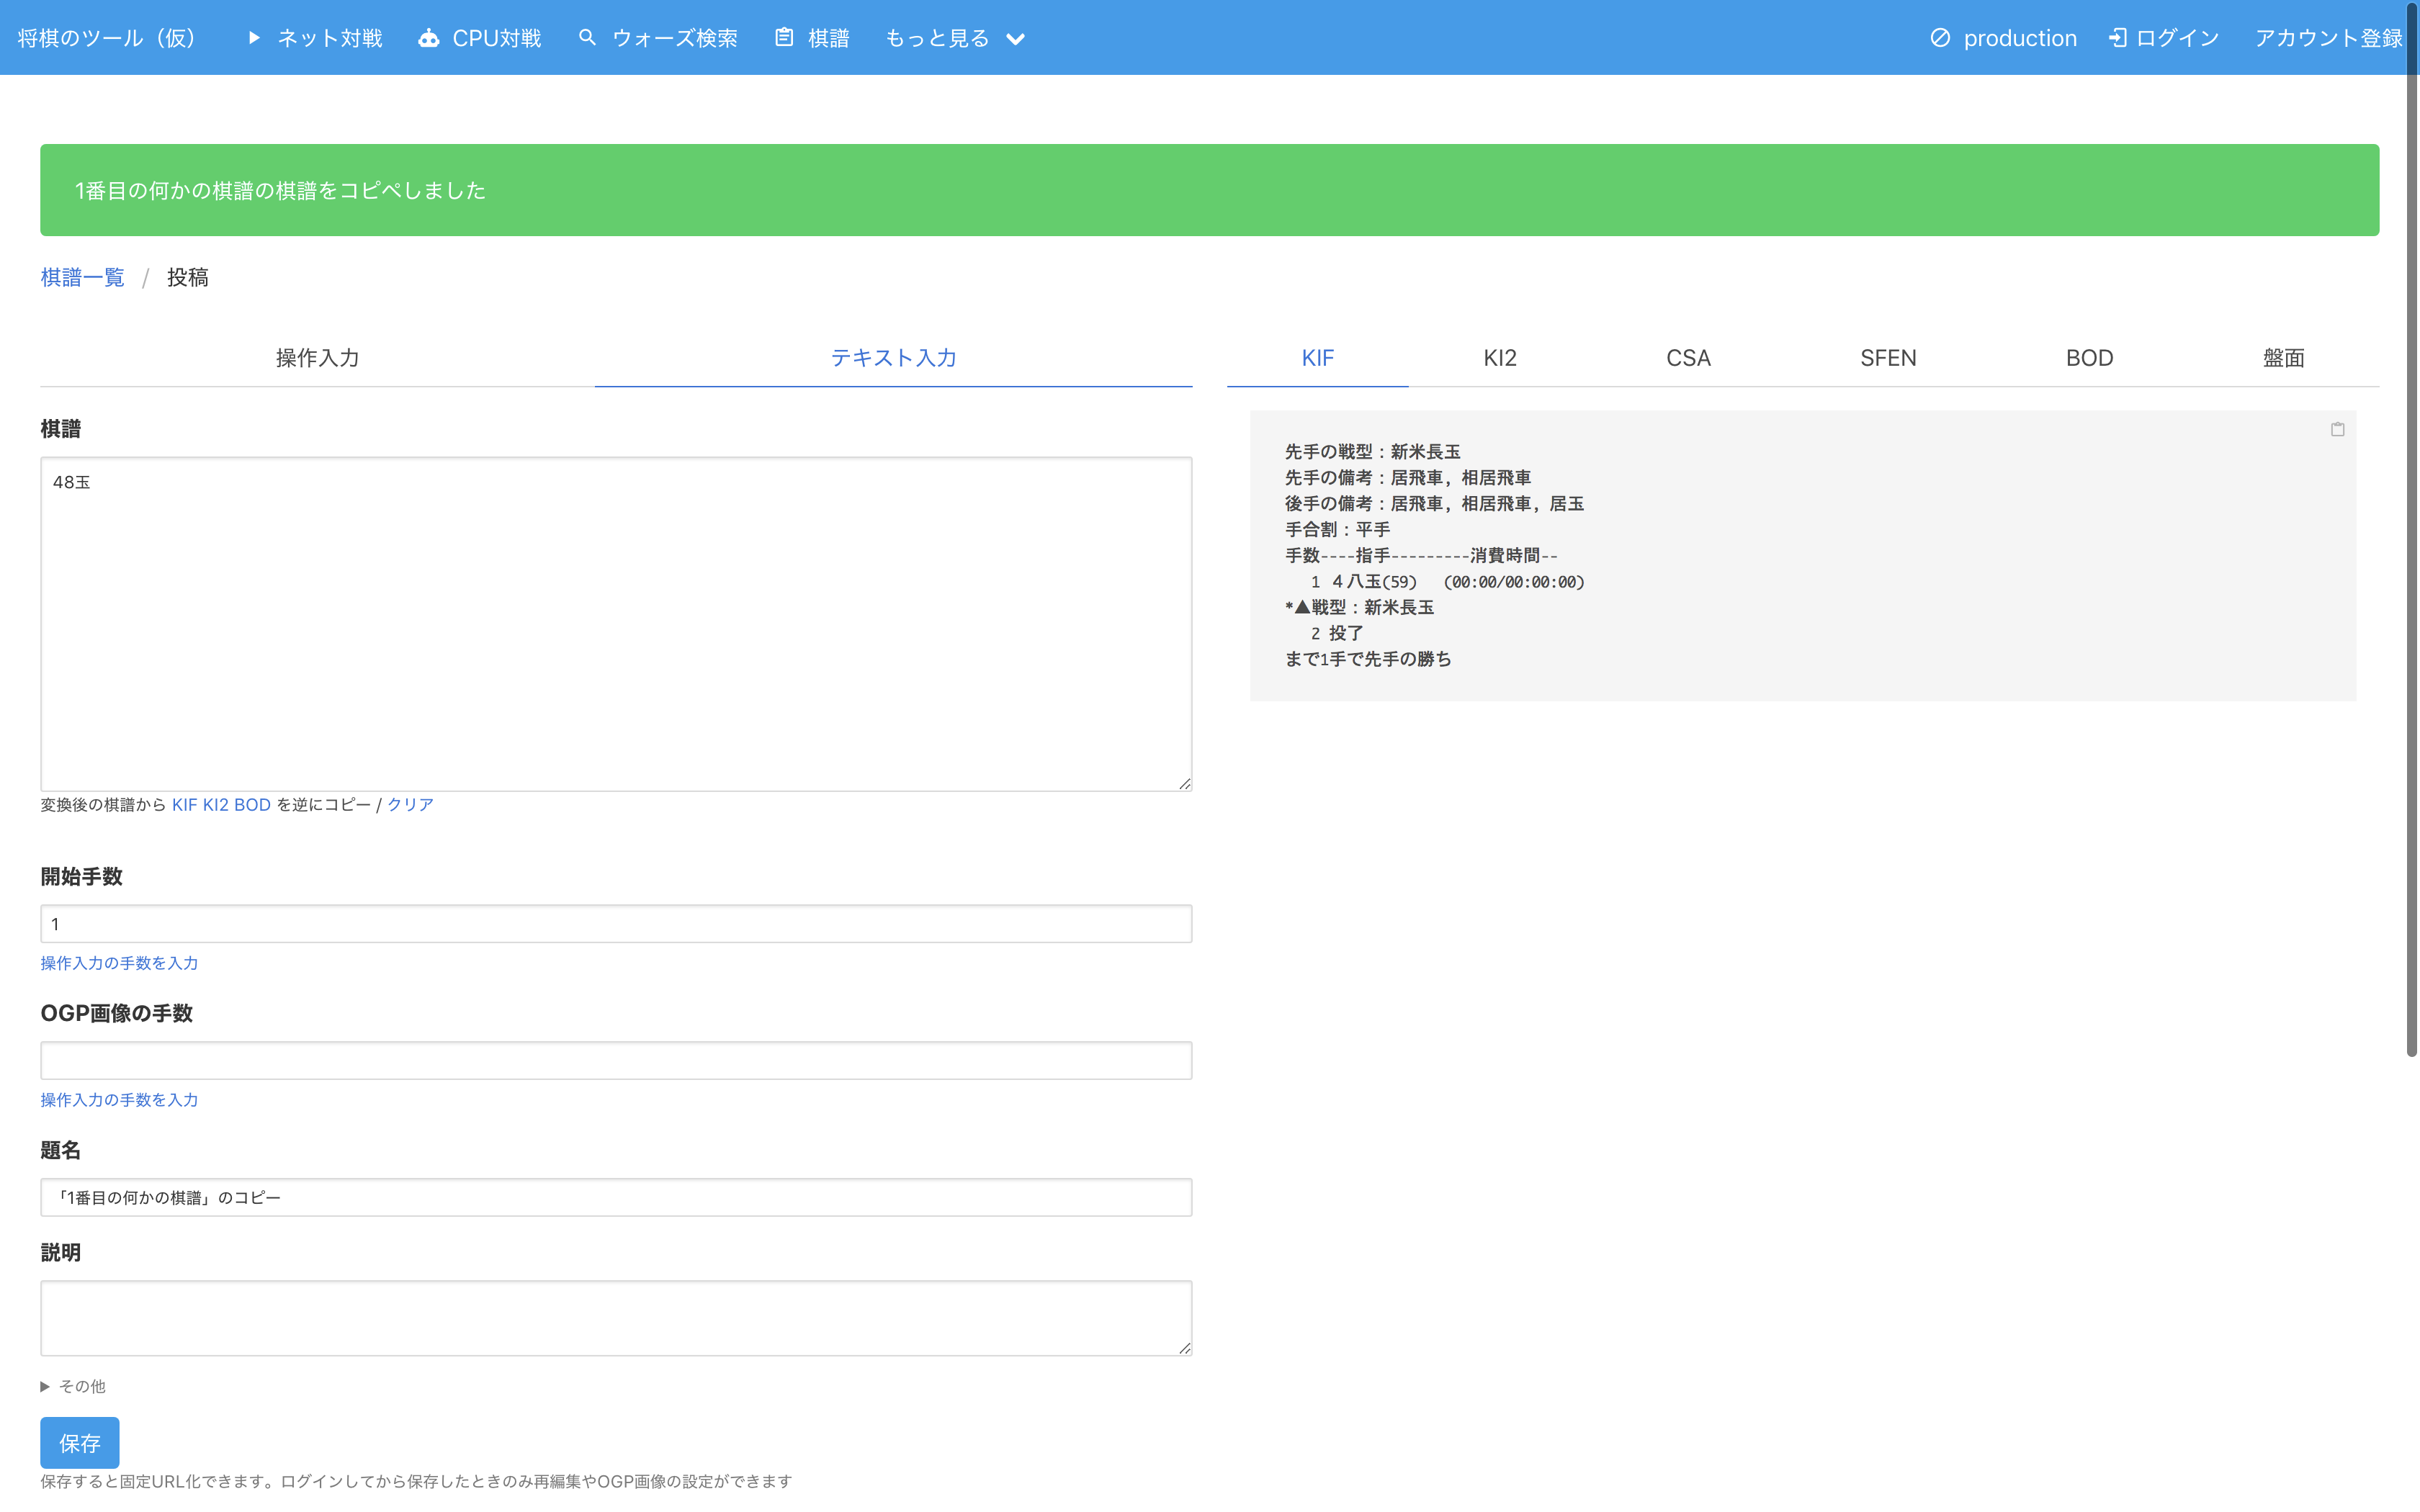 将棋のツール（仮） ネット対戦 CPU対戦 ウォーズ検索 棋譜 もっと見る production ログイン アカウント登録
1番目の何かの棋譜の棋譜をコピペしました
棋譜一覧 / 投稿
操作入力 テキスト入力
棋譜
48玉
変換後の棋譜から KIF KI2 BOD を逆にコピー / クリア
開始手数
1
操作入力の手数を入力
OGP画像の手数
操作入力の手数を入力
題名
「1番目の何かの棋譜」のコピー
説明
その他
保存
保存すると固定URL化できます。ログインしてから保存したときのみ再編集やOGP画像の設定ができます
KIF KI2 CSA SFEN BOD 盤面
先手の戦型：新米長玉
先手の備考：居飛車, 相居飛車
後手の備考：居飛車, 相居飛車, 居玉
手合割：平手
手数----指手---------消費時間--
1 ４八玉(59) (00:00/00:00:00)
*▲戦型：新米長玉
2 投了
まで1手で先手の勝ち